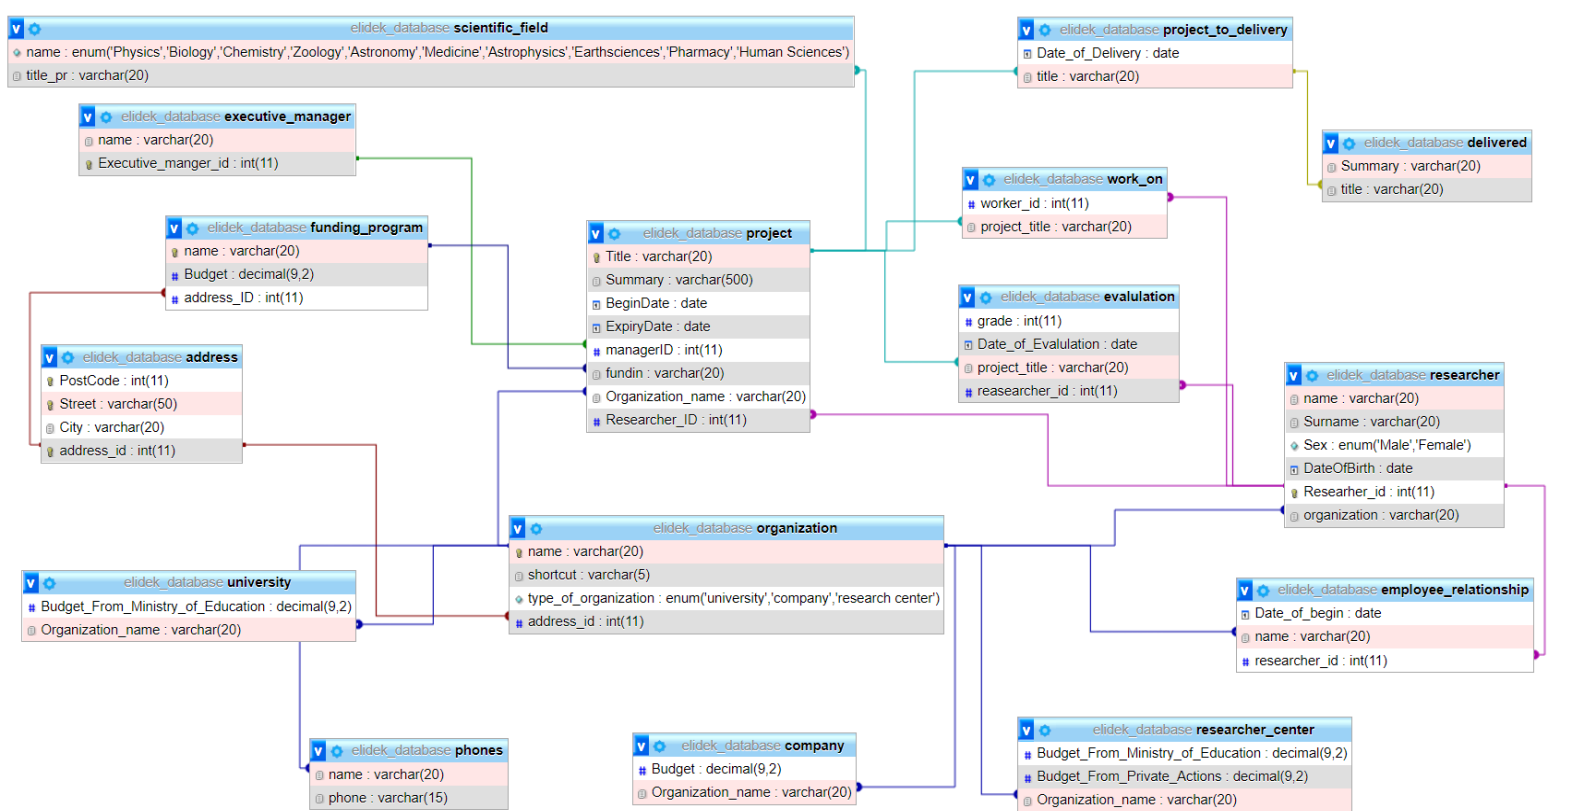 elidek_database scientific_field
name : enum('Physics','Biology','Chemistry','Zoology','Astronomy','Medicine','Astrophysics','Earthsciences','Pharmacy','Human Sciences')
title_pr : varchar(20)
elidek_database project_to_delivery
Date_of_Delivery : date
title : varchar(20)
elidek_database executive_manager
name : varchar(20)
Executive_manger_id : int(11)
elidek_database delivered
Summary : varchar(20)
title : varchar(20)
elidek_database work_on
worker_id : int(11)
project_title : varchar(20)
elidek_database funding_program
name : varchar(20)
Budget : decimal(9,2)
address_ID : int(11)
elidek_database project
Title : varchar(20)
Summary : varchar(500)
BeginDate : date
ExpiryDate : date
managerID : int(11)
fundin : varchar(20)
Organization_name : varchar(20)
Researcher_ID : int(11)
elidek_database evalulation
grade : int(11)
Date_of_Evalulation : date
project_title : varchar(20)
reasearcher_id : int(11)
elidek_database address
PostCode : int(11)
Street : varchar(50)
City : varchar(20)
address_id : int(11)
elidek_database researcher
name : varchar(20)
Surname : varchar(20)
Sex : enum('Male','Female')
DateOfBirth : date
Researher_id : int(11)
organization : varchar(20)
elidek_database organization
name : varchar(20)
shortcut : varchar(5)
type_of_organization : enum('university','company','research center')
address_id : int(11)
elidek_database university
Budget_From_Ministry_of_Education : decimal(9,2)
Organization_name : varchar(20)
elidek_database employee_relationship
Date_of_begin : date
name : varchar(20)
researcher_id : int(11)
elidek_database phones
name : varchar(20)
phone : varchar(15)
elidek_database company
Budget : decimal(9,2)
Organization_name : varchar(20)
elidek_database researcher_center
Budget_From_Ministry_of_Education : decimal(9,2)
Budget_From_Private_Actions : decimal(9,2)
Organization_name : varchar(20)